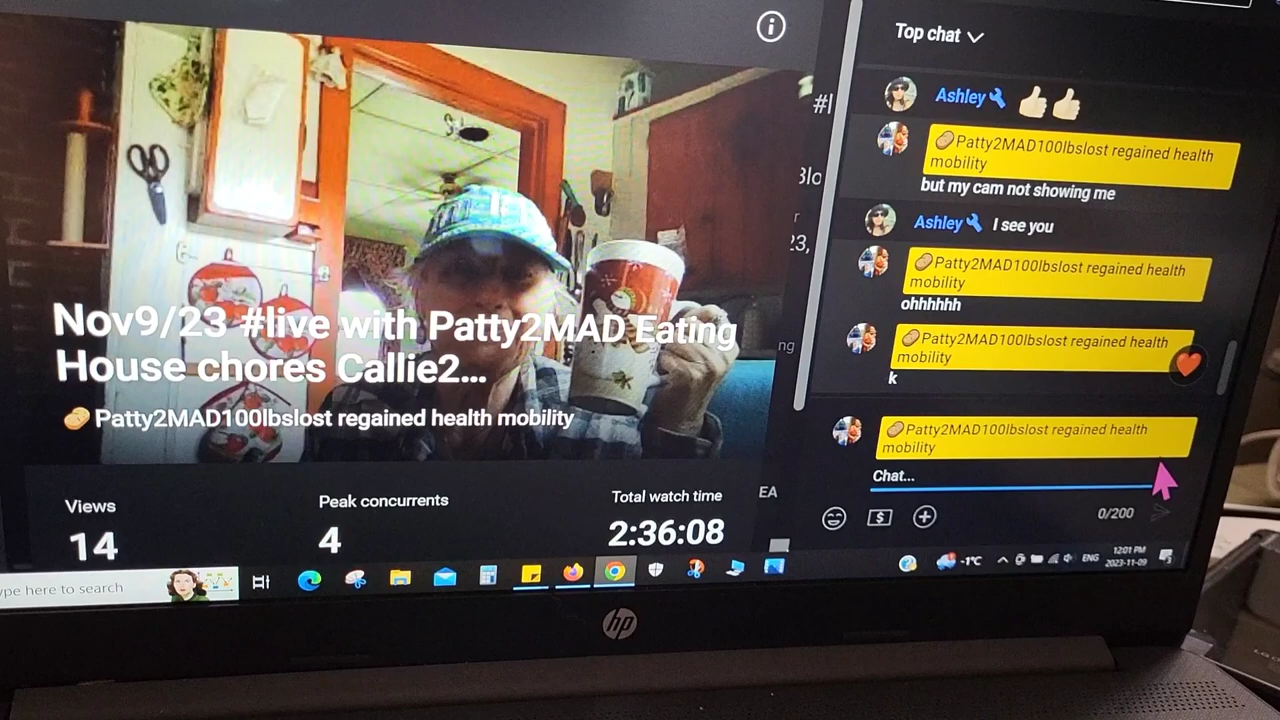 Top chat
Ashley
Patty2MAD100lbslost regained health
mobility
but my cam not showing me
Ashley I see you
Patty2MAD100lbslost regained health
mobility
ohhhhhh
Patty2MAD100lbslost regained health
mobility
k
Patty2MAD100lbslost regained health
mobility
Chat...
0/200
#l
23,
ng
EA
Nov9/23 #live with Patty2MAD Eating
House chores Callie2...
Patty2MAD100lbslost regained health mobility
Views
14
Peak concurrents
4
Total watch time
2:36:08
ype here to search
-1°C
ENG
12:01 PM
2023-11-09
hp